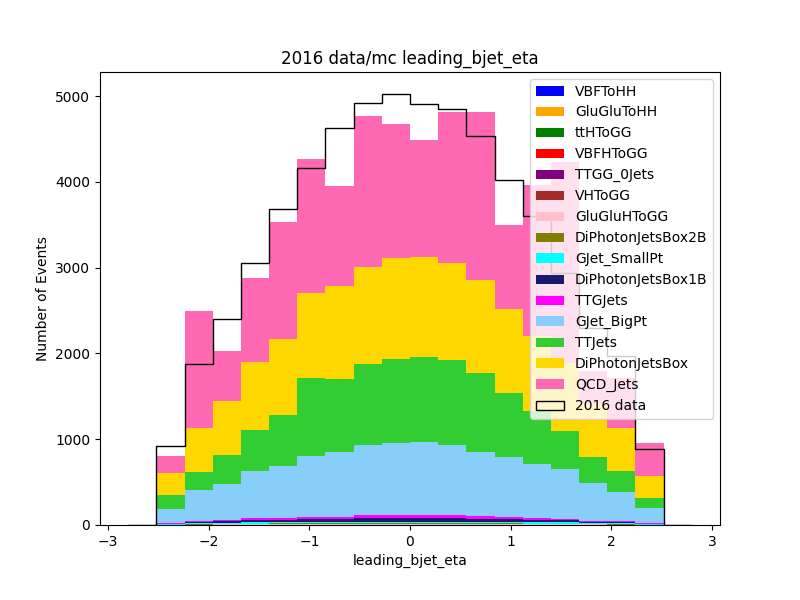 2016 data/mc leading_bjet_eta
Number of Events
5000
4000
3000
2000
1000
0
−3
−2
−1
0
1
2
3
leading_bjet_eta
VBFToHH
GluGluToHH
ttHToGG
VBFHToGG
TTGG_0Jets
VHToGG
GluGluHToGG
DiPhotonJetsBox2B
GJet_SmallPt
DiPhotonJetsBox1B
TTGJets
GJet_BigPt
TTJets
DiPhotonJetsBox
QCD_Jets
2016 data